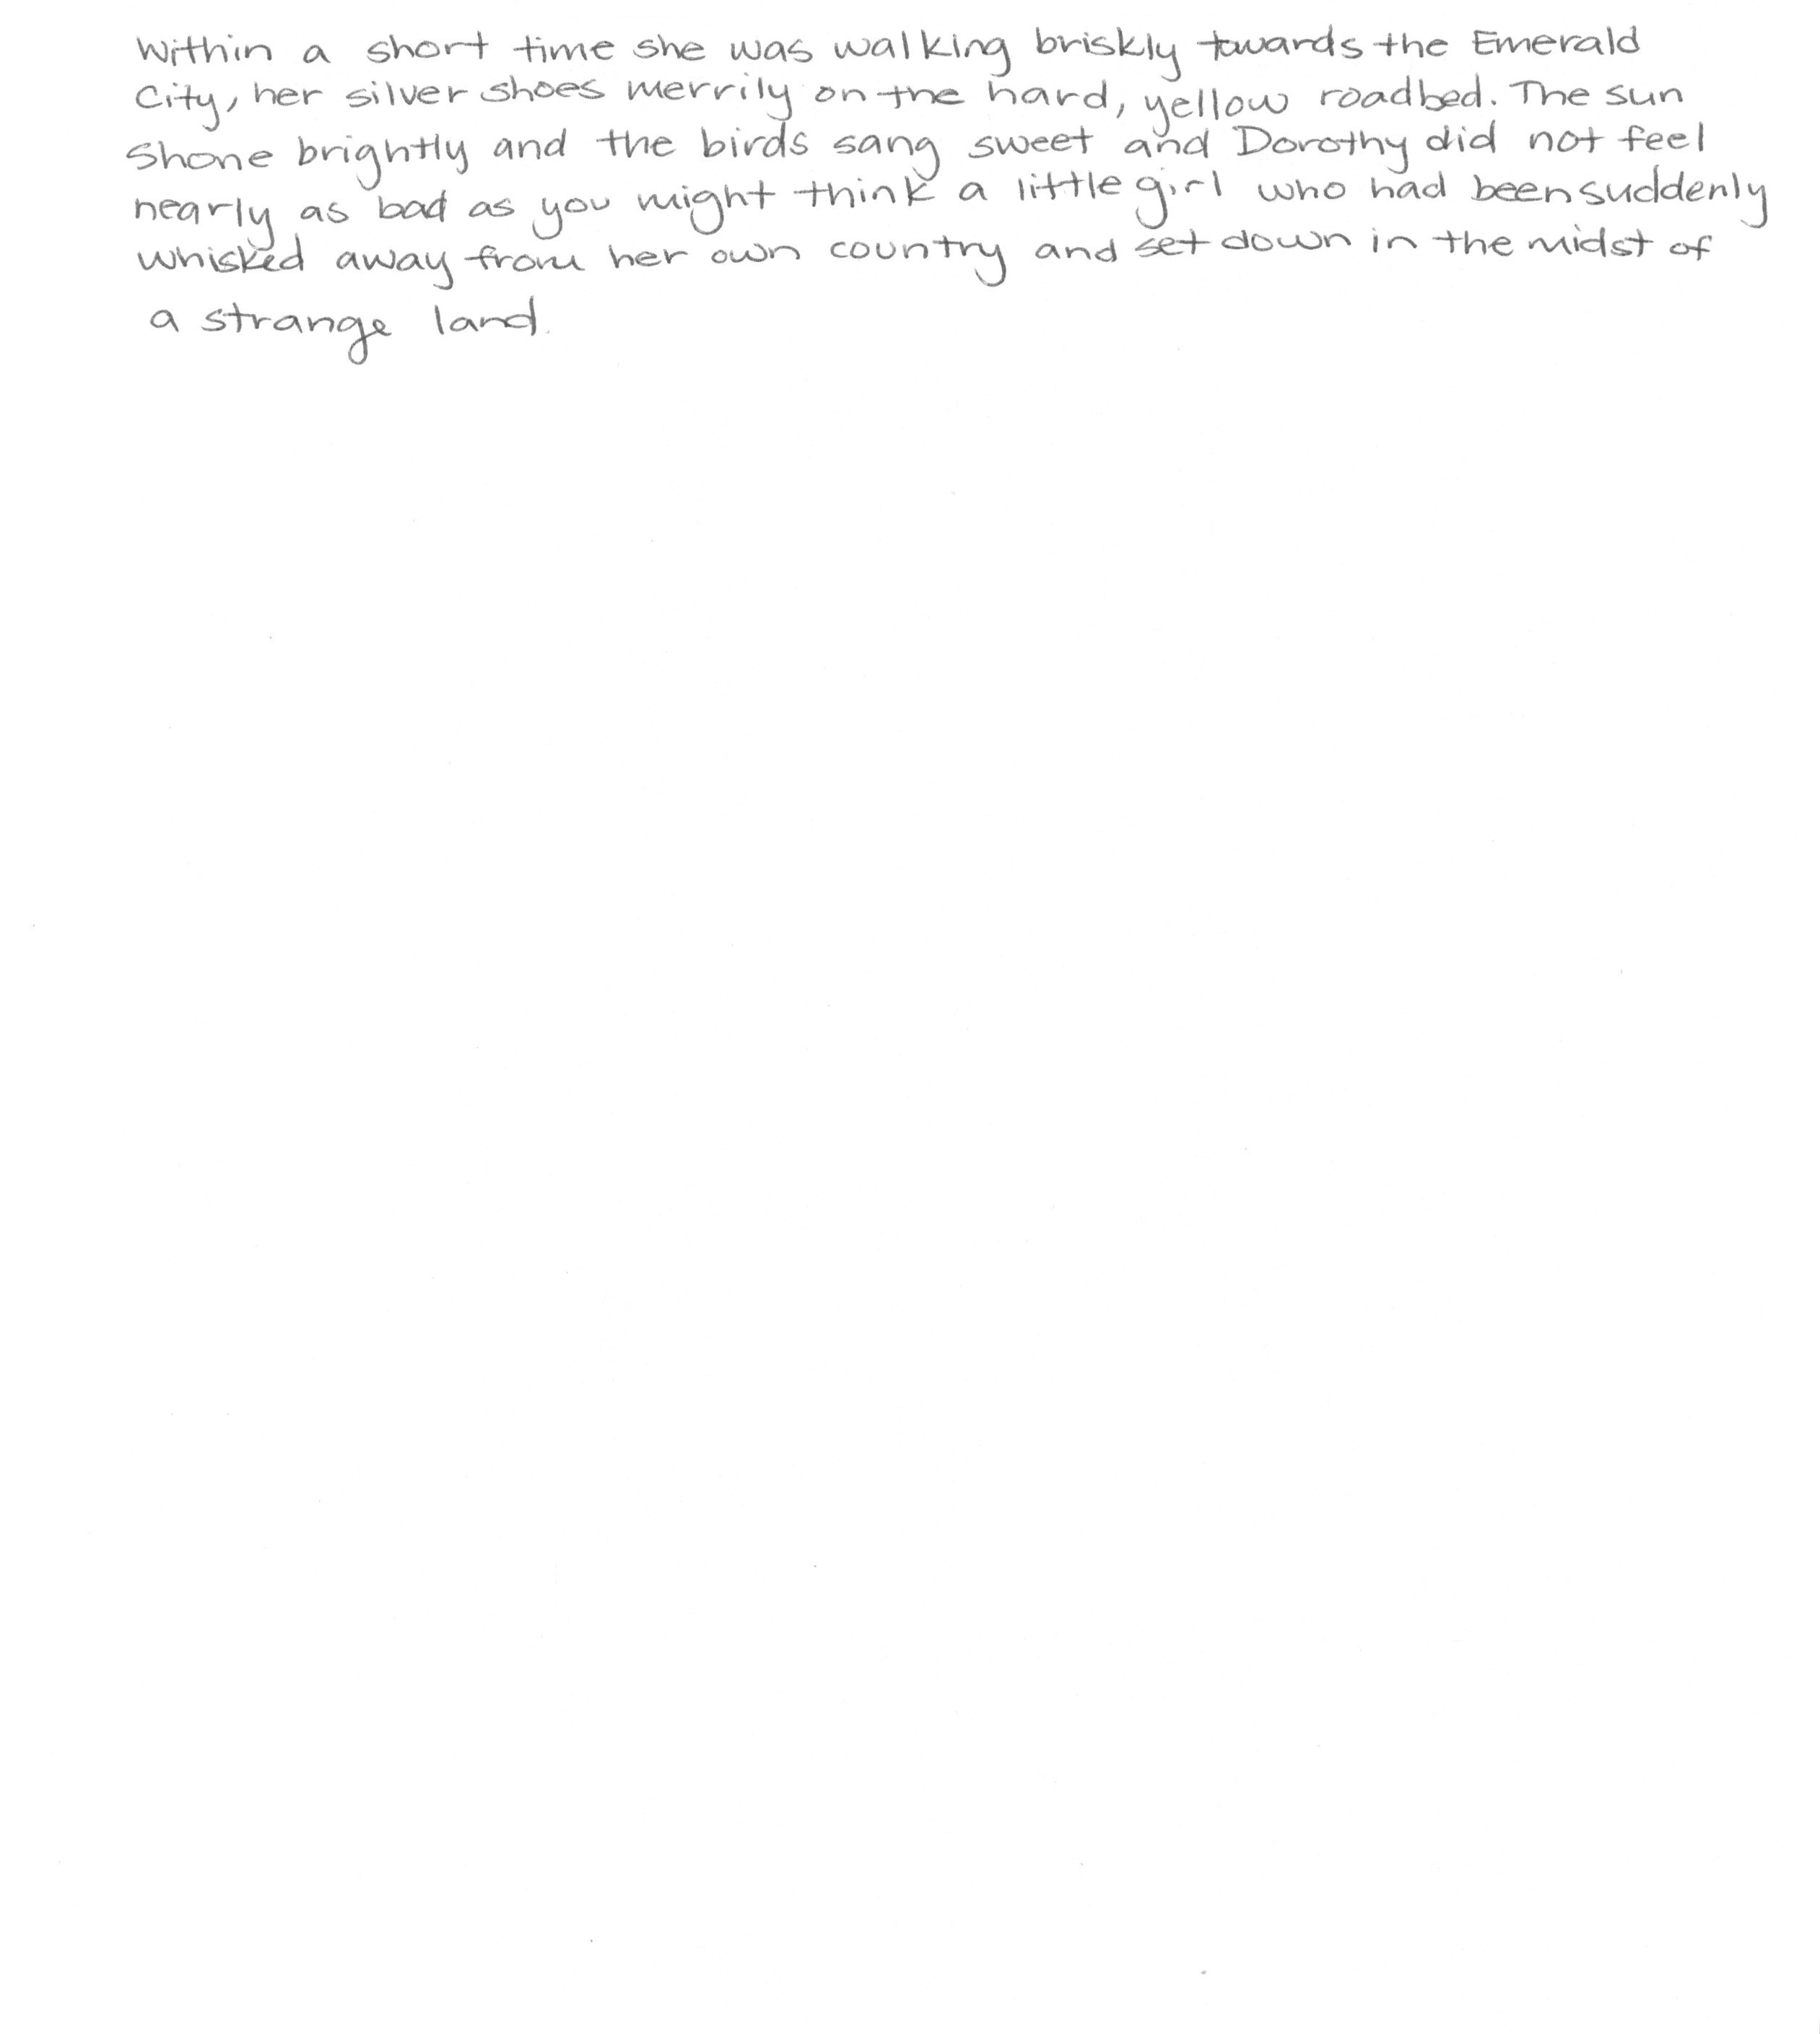 Within a short time she was walking briskly towards the Emerald
City, her silver shoes merrily on the hard, yellow roadbed. The sun
shone brightly and the birds sang sweet and Dorothy did not feel
nearly as bad as you might think a little girl who had been suddenly
whisked away from her own country and set down in the midst of
a strange land.